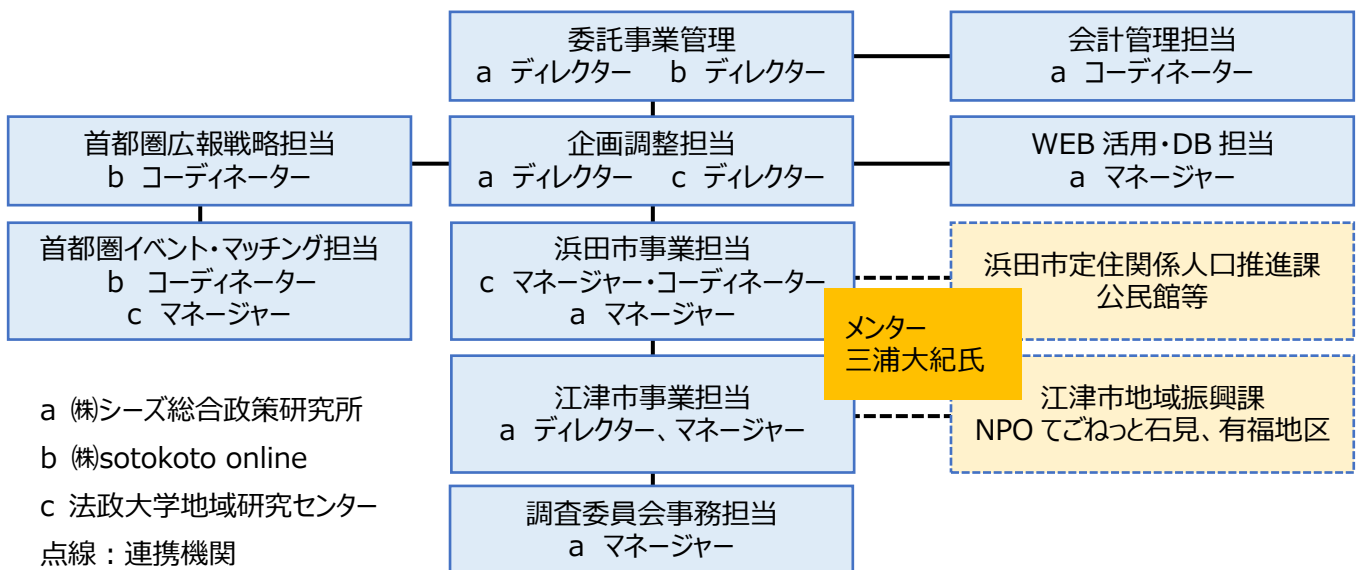 委託事業管理
a ディレクター b ディレクター
会計管理担当
a コーディネーター
首都圏広報戦略担当
b コーディネーター
企画調整担当
a ディレクター c ディレクター
WEB 活用・DB 担当
a マネージャー
首都圏イベント・マッチング担当
b コーディネーター
c マネージャー
浜田市事業担当
c マネージャー・コーディネーター
a マネージャー
浜田市定住関係人口推進課
公民館等
メンター
三浦大紀氏
江津市事業担当
a ディレクター、マネージャー
江津市地域振興課
NPO てごねっと石見、有福地区
調査委員会事務担当
a マネージャー
a ㈱シーズ総合政策研究所
b ㈱sotokoto online
c 法政大学地域研究センター
点線：連携機関